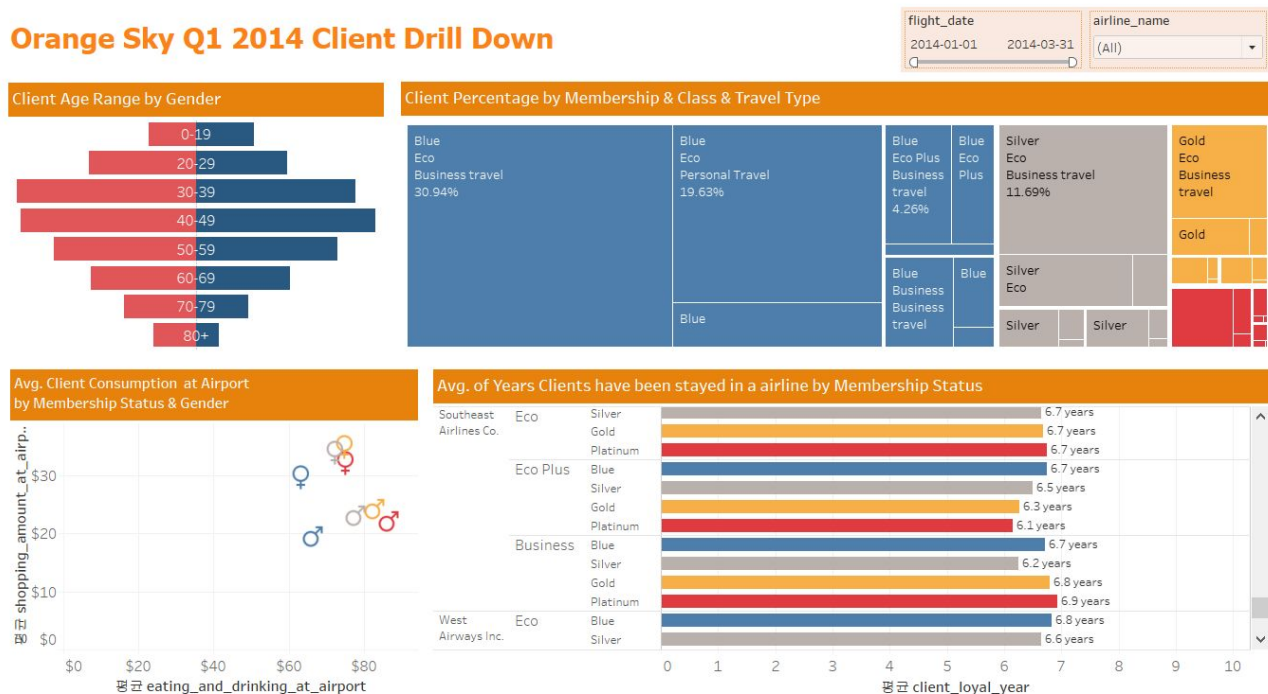 Orange Sky Q1 2014 Client Drill Down
flight_date
2014-01-01 2014-03-31
airline_name
(All)
Client Age Range by Gender
0-19
20-29
30-39
40-49
50-59
60-69
70-79
80+
Client Percentage by Membership & Class & Travel Type
Blue
Eco
Business travel
30.94%
Blue
Eco
Personal Travel
19.63%
Blue
Blue
Eco Plus
Business
travel
4.26%
Blue
Eco
Plus
Blue
Business
Business
travel
Blue
Silver
Eco
Business travel
11.69%
Silver
Eco
Silver
Silver
Gold
Eco
Business
travel
Gold
Avg. Client Consumption at Airport
by Membership Status & Gender
평균 shopping_amount_at_airp..
$30
$20
$10
$0
$0 $20 $40 $60 $80
평균 eating_and_drinking_at_airport
Avg. of Years Clients have been stayed in a airline by Membership Status
Southeast Eco Silver 6.7 years
Airlines Co. Gold 6.7 years
Platinum 6.7 years
Eco Plus Blue 6.7 years
Silver 6.5 years
Gold 6.3 years
Platinum 6.1 years
Business Blue 6.7 years
Silver 6.2 years
Gold 6.8 years
Platinum 6.9 years
West Eco Blue 6.8 years
Airways Inc. Silver 6.6 years
0 1 2 3 4 5 6 7 8 9 10
평균 client_loyal_year